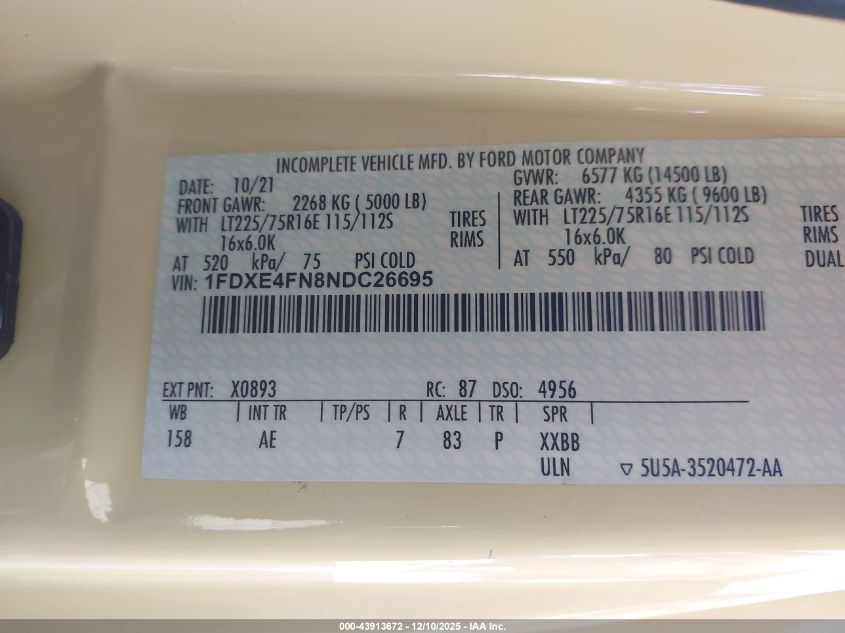 INCOMPLETE VEHICLE MFD. BY FORD MOTOR COMPANY
DATE: 10/21 GVWR: 6577 KG (14500 LB)
FRONT GAWR: 2268 KG ( 5000 LB) REAR GAWR: 4355 KG ( 9600 LB)
WITH LT225/75R16E 115/112S TIRES WITH LT225/75R16E 115/112S TIRES
16x6.0K RIMS 16x6.0K RIMS
AT 520 kPa/ 75 PSI COLD AT 550 kPa/ 80 PSI COLD DUAL
VIN: 1FDXE4FN8NDC26695
EXT PNT: X0893 RC: 87 DSO: 4956
WB INT TR TP/PS R AXLE TR SPR
158 AE 7 83 P XXBB
ULN 5U5A-3520472-AA
000-43913672 - 12/10/2025 - IAA Inc.